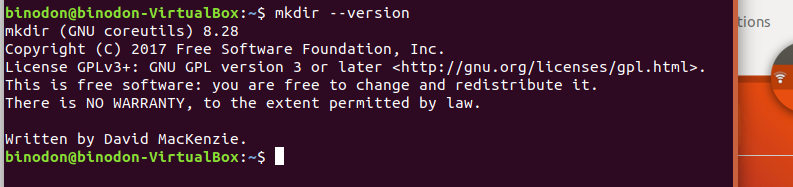 binodon@binodon-VirtualBox:~$ mkdir --version
mkdir (GNU coreutils) 8.28
Copyright (C) 2017 Free Software Foundation, Inc.
License GPLv3+: GNU GPL version 3 or later <http://gnu.org/licenses/gpl.html>.
This is free software: you are free to change and redistribute it.
There is NO WARRANTY, to the extent permitted by law.

Written by David MacKenzie.
binodon@binodon-VirtualBox:~$
tions